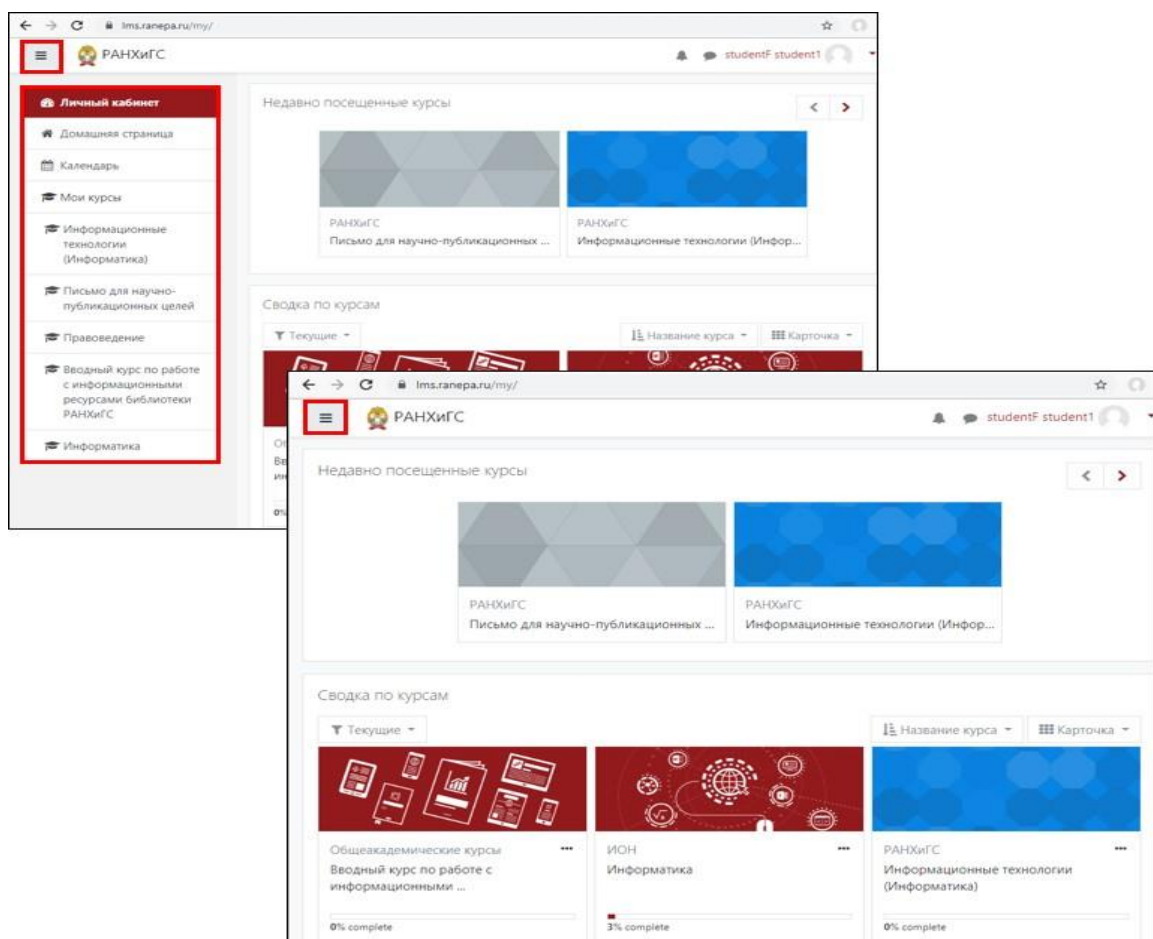 lms.ranepa.ru/my/
РАНХиГС
studentF student1
Личный кабинет
Домашняя страница
Календарь
Мои курсы
Информационные
технологии
(Информатика)
Письмо для научно-
публикационных целей
Правоведение
Вводный курс по работе
с информационными
ресурсами библиотеки
РАНХиГС
Информатика
Недавно посещенные курсы
РАНХиГС
Письмо для научно-публикационных ...
РАНХиГС
Информационные технологии (Инфор...
Сводка по курсам
Текущие
Название курса
Карточка
0%
lms.ranepa.ru/my/
РАНХиГС
studentF student1
Недавно посещенные курсы
РАНХиГС
Письмо для научно-публикационных ...
РАНХиГС
Информационные технологии (Инфор...
Сводка по курсам
Текущие
Название курса
Карточка
Общеакадемические курсы
Вводный курс по работе с
информационными ...
0% complete
ИОН
Информатика
3% complete
РАНХиГС
Информационные технологии
(Информатика)
0% complete